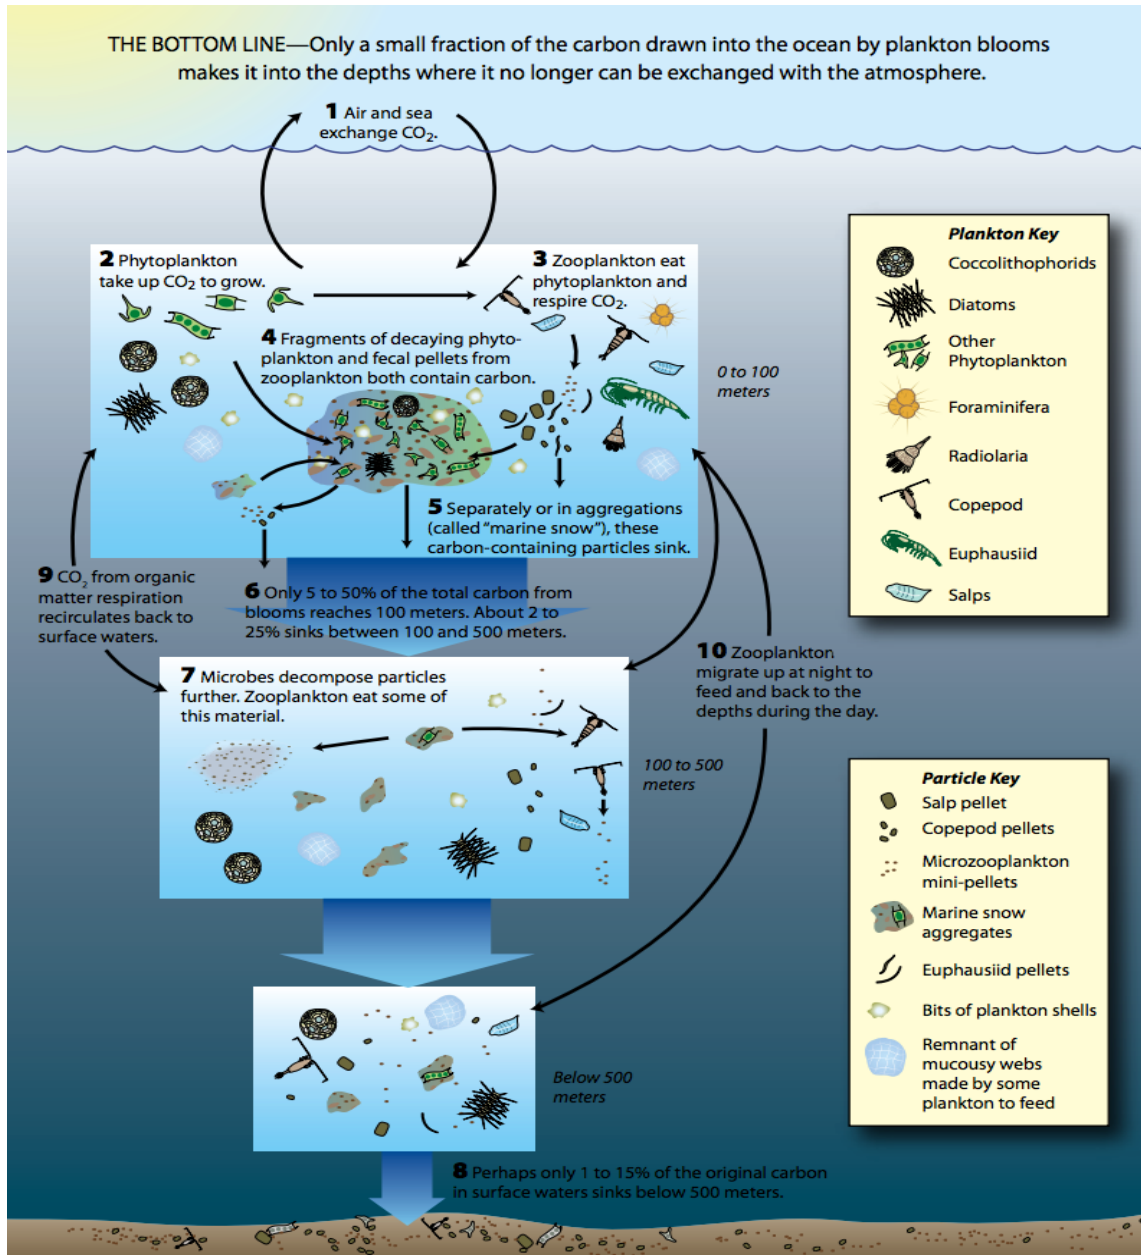 THE BOTTOM LINE—Only a small fraction of the carbon drawn into the ocean by plankton blooms
makes it into the depths where it no longer can be exchanged with the atmosphere.
1 Air and sea
exchange CO₂.
2 Phytoplankton
take up CO₂ to grow.
3 Zooplankton eat
phytoplankton and
respire CO₂.
4 Fragments of decaying phyto-
plankton and fecal pellets from
zooplankton both contain carbon.
0 to 100
meters
5 Separately or in aggregations
(called “marine snow”), these
carbon-containing particles sink.
9 CO₂ from organic
matter respiration
recirculates back to
surface waters.
6 Only 5 to 50% of the total carbon from
blooms reaches 100 meters. About 2 to
25% sinks between 100 and 500 meters.
7 Microbes decompose particles
further. Zooplankton eat some of
this material.
10 Zooplankton
migrate up at night to
feed and back to the
depths during the day.
100 to 500
meters
Below 500
meters
8 Perhaps only 1 to 15% of the original carbon
in surface waters sinks below 500 meters.
Plankton Key
Coccolithophorids
Diatoms
Other
Phytoplankton
Foraminifera
Radiolaria
Copepod
Euphausiid
Salps
Particle Key
Salp pellet
Copepod pellets
Microzooplankton
mini-pellets
Marine snow
aggregates
Euphausiid pellets
Bits of plankton shells
Remnant of
mucousy webs
made by some
plankton to feed